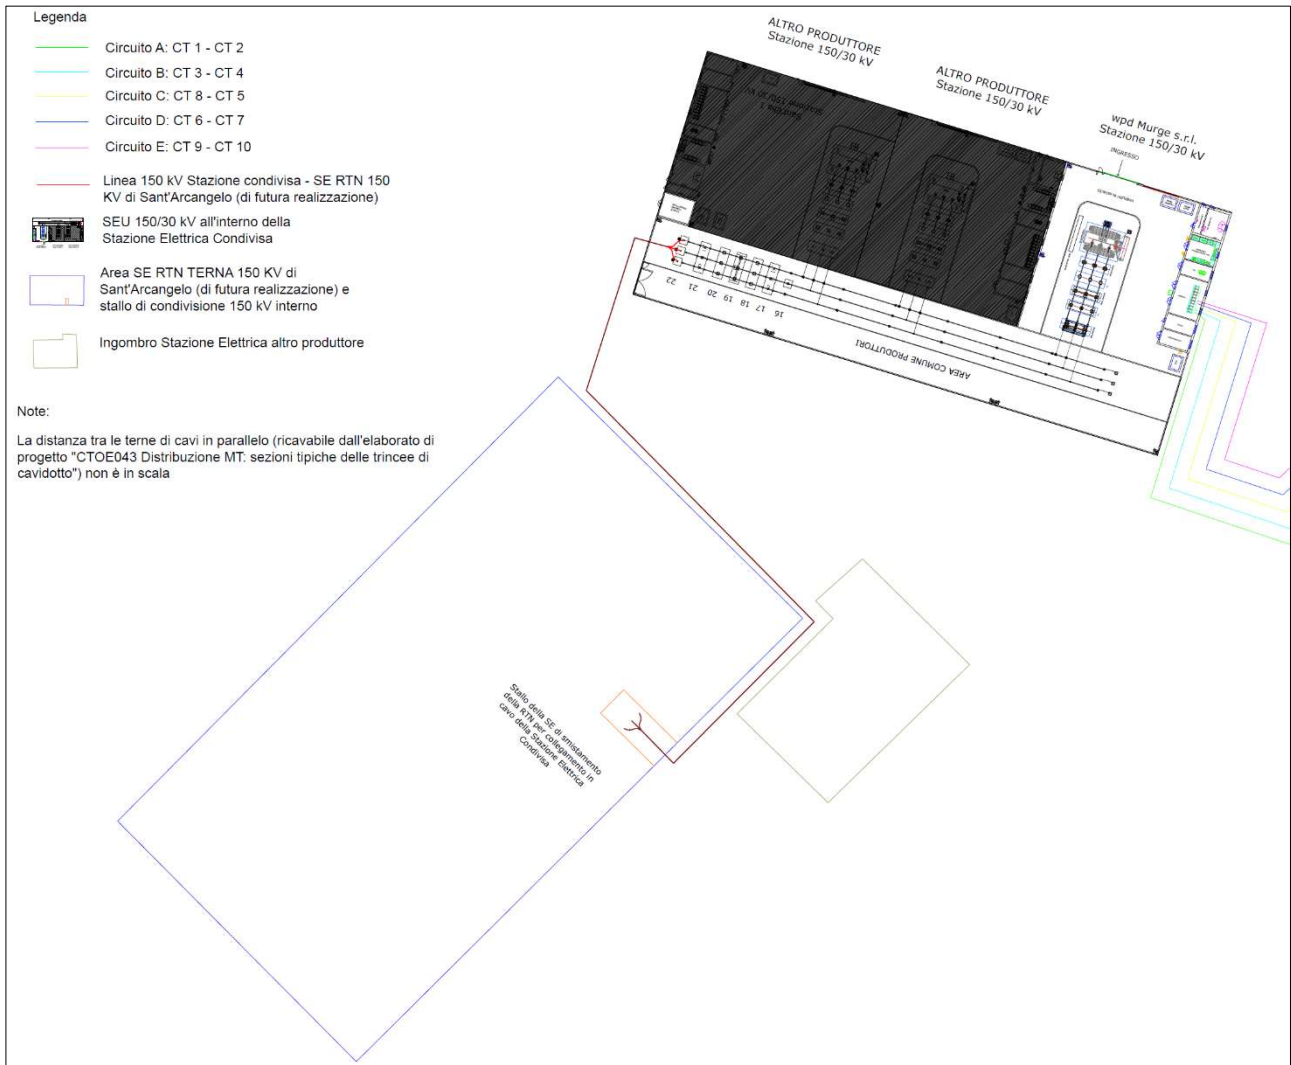 Legenda
Circuito A: CT 1 - CT 2
Circuito B: CT 3 - CT 4
Circuito C: CT 8 - CT 5
Circuito D: CT 6 - CT 7
Circuito E: CT 9 - CT 10
Linea 150 kV Stazione condivisa - SE RTN 150
KV di Sant'Arcangelo (di futura realizzazione)
SEU 150/30 kV all'interno della
Stazione Elettrica Condivisa
Area SE RTN TERNA 150 KV di
Sant'Arcangelo (di futura realizzazione) e
stallo di condivisione 150 kV interno
Ingombro Stazione Elettrica altro produttore
Note:
La distanza tra le terne di cavi in parallelo (ricavabile dall'elaborato di
progetto "CTOE043 Distribuzione MT: sezioni tipiche delle trincee di
cavidotto") non è in scala
ALTRO PRODUTTORE
Stazione 150/30 kV
ALTRO PRODUTTORE
Stazione 150/30 kV
wpd Murge s.r.l.
Stazione 150/30 kV
INGRESSO
Stazione 150/30 kV
22
21
20
19
18
17
16
AREA COMUNE PRODUTTORI
Stallo della SE di smistamento
della RTN per collegamento in
cavo della Stazione Elettrica
Condivisa